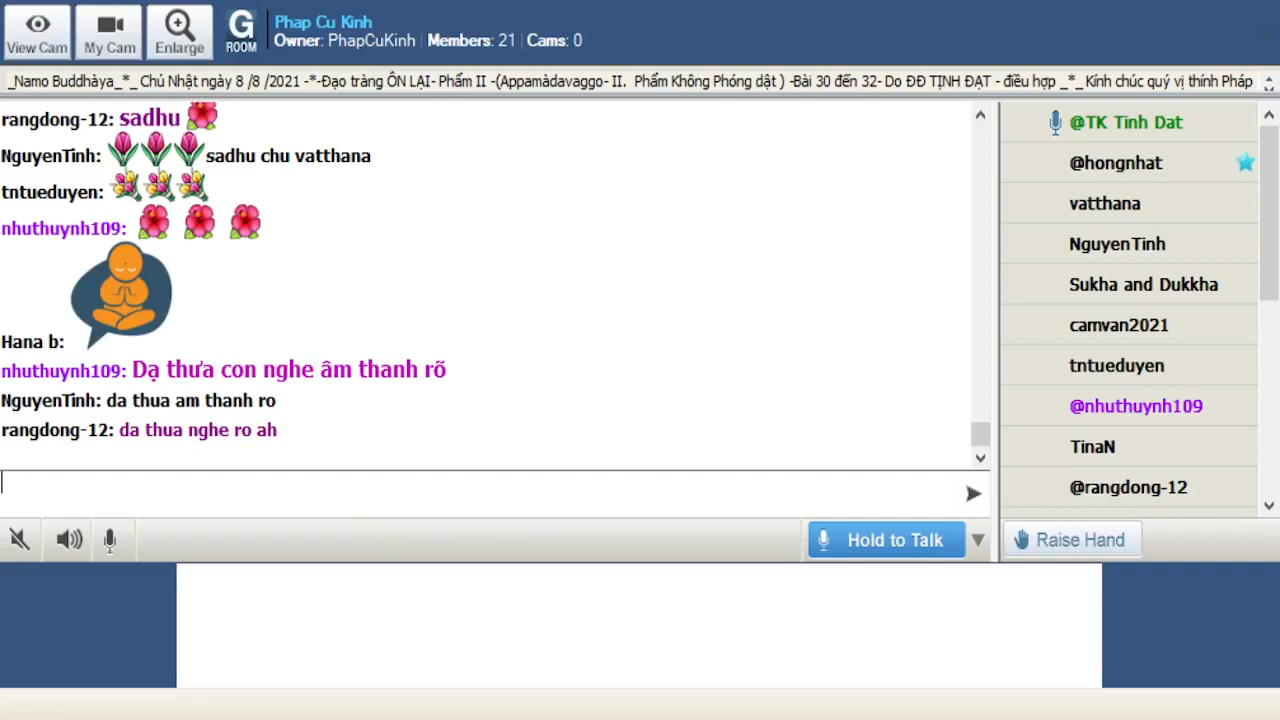 View Cam
My Cam
Enlarge
G
ROOM
Phap Cu Kinh
Owner: PhapCuKinh | Members: 21 | Cams: 0
_Namo Buddhàya_*_ Chủ Nhật ngày 8 /8 /2021 -*-Đạo tràng ÔN LẠI- Phẩm II -(Appamàdavaggo- II.  Phẩm Không Phóng dật ) -Bài 30 đến 32- Do ĐĐ TỊNH ĐẠT - điều hợp _*_Kính chúc quý vị thính Pháp
rangdong-12: sadhu
NguyenTinh: sadhu chu vatthana
tntueduyen:
nhuthuynh109:
Hana b:
nhuthuynh109: Dạ thưa con nghe âm thanh rõ
NguyenTinh: da thua am thanh ro
rangdong-12: da thua nghe ro ah
@TK Tinh Dat
@hongnhat
vatthana
NguyenTinh
Sukha and Dukkha
camvan2021
tntueduyen
@nhuthuynh109
TinaN
@rangdong-12
Hold to Talk
Raise Hand